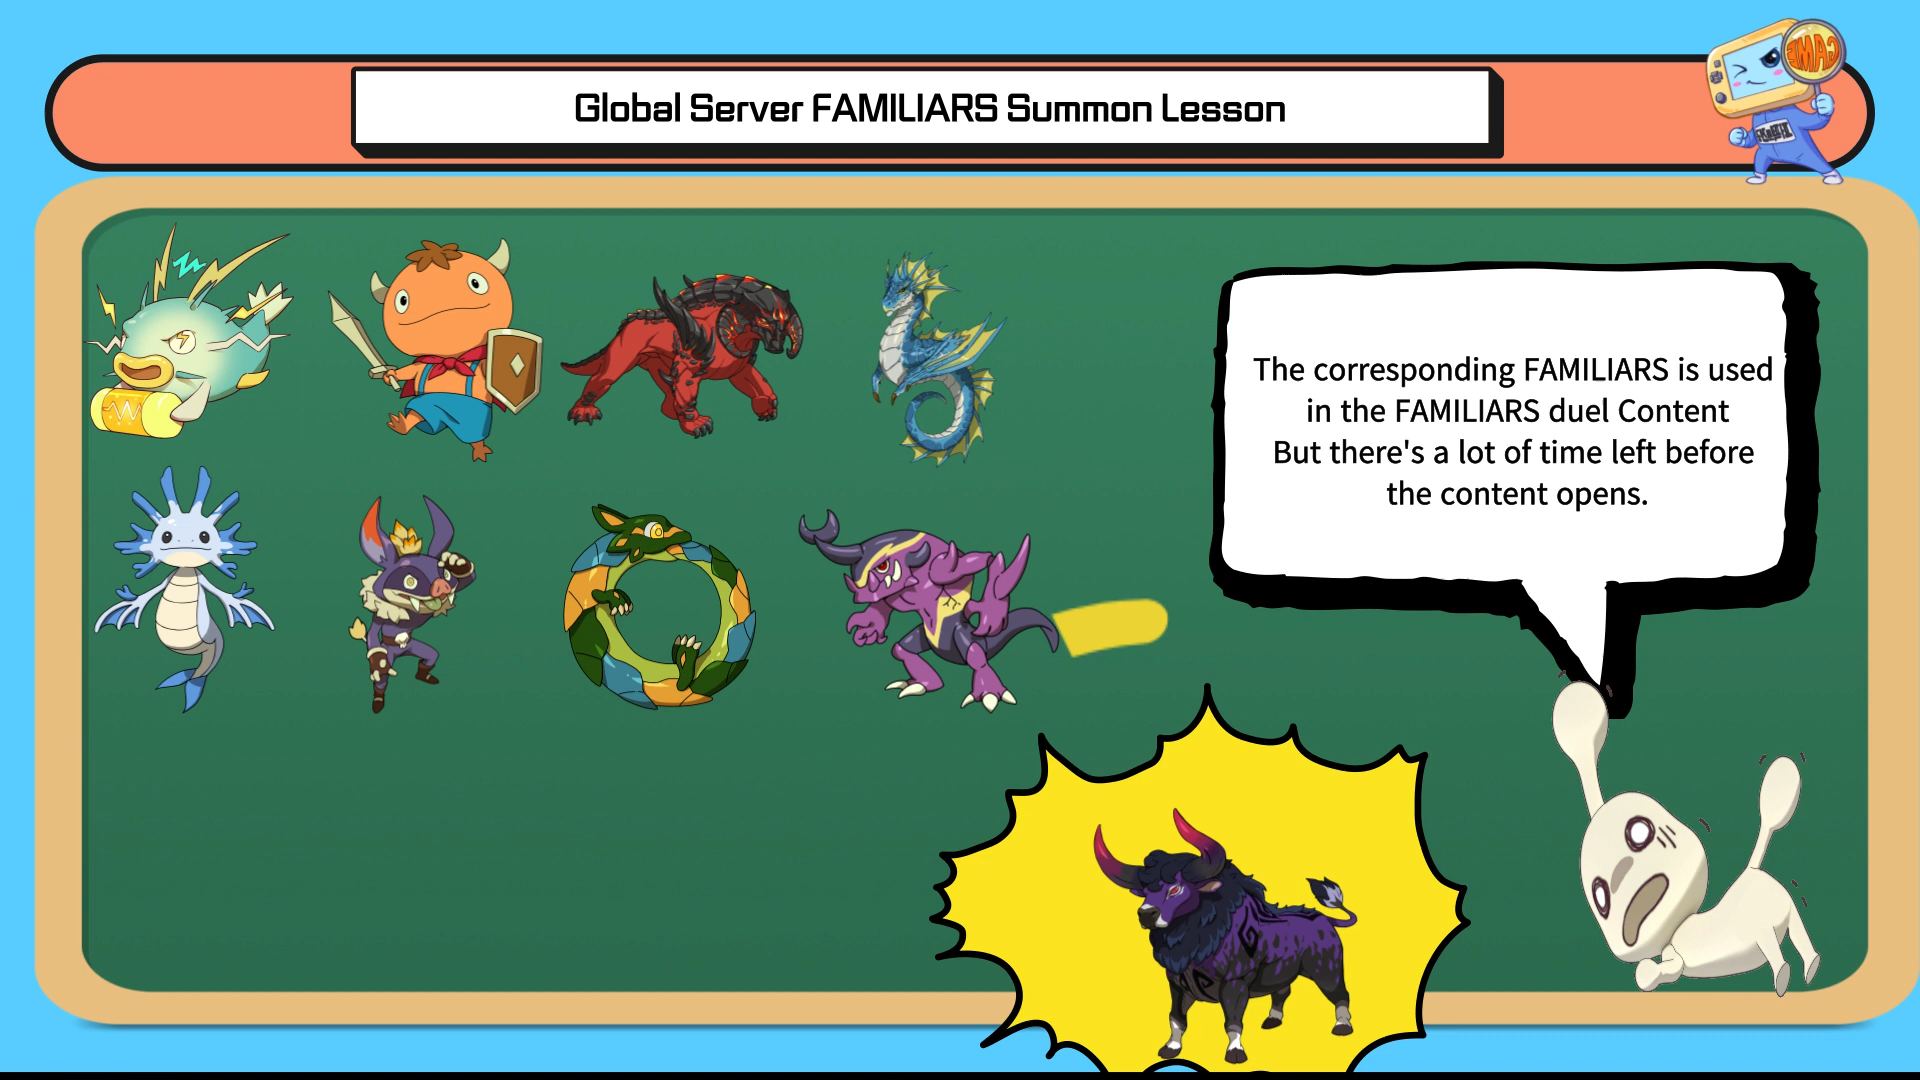 Global Server FAMILIARS Summon Lesson
GAME
The corresponding FAMILIARS is used
in the FAMILIARS duel Content
But there's a lot of time left before
the content opens.